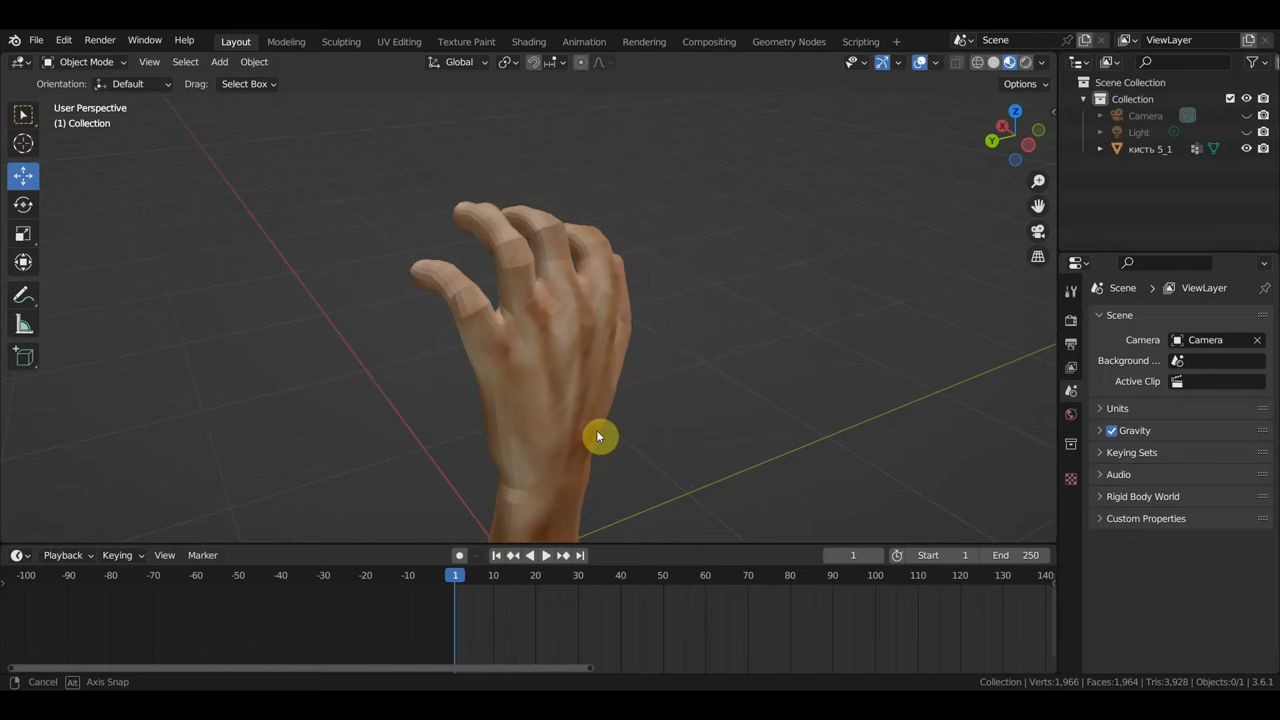 File Edit Render Window Help Layout Modeling Sculpting UV Editing Texture Paint Shading Animation Rendering Compositing Geometry Nodes Scripting + Scene ViewLayer
Object Mode View Select Add Object Global
Orientation: Default Drag: Select Box Options
User Perspective
(1) Collection
Z
X
Y
Scene Collection
Collection
Camera
Light
кисть 5_1
Scene > ViewLayer
Scene
Camera Camera
Background ...
Active Clip
Units
Gravity
Keying Sets
Audio
Rigid Body World
Custom Properties
Playback Keying View Marker 1 Start 1 End 250
-100 -90 -80 -70 -60 -50 -40 -30 -20 -10 1 10 20 30 40 50 60 70 80 90 100 110 120 130 140
Cancel Alt Axis Snap Collection | Verts:1,966 | Faces:1,964 | Tris:3,928 | Objects:0/1 | 3.6.1